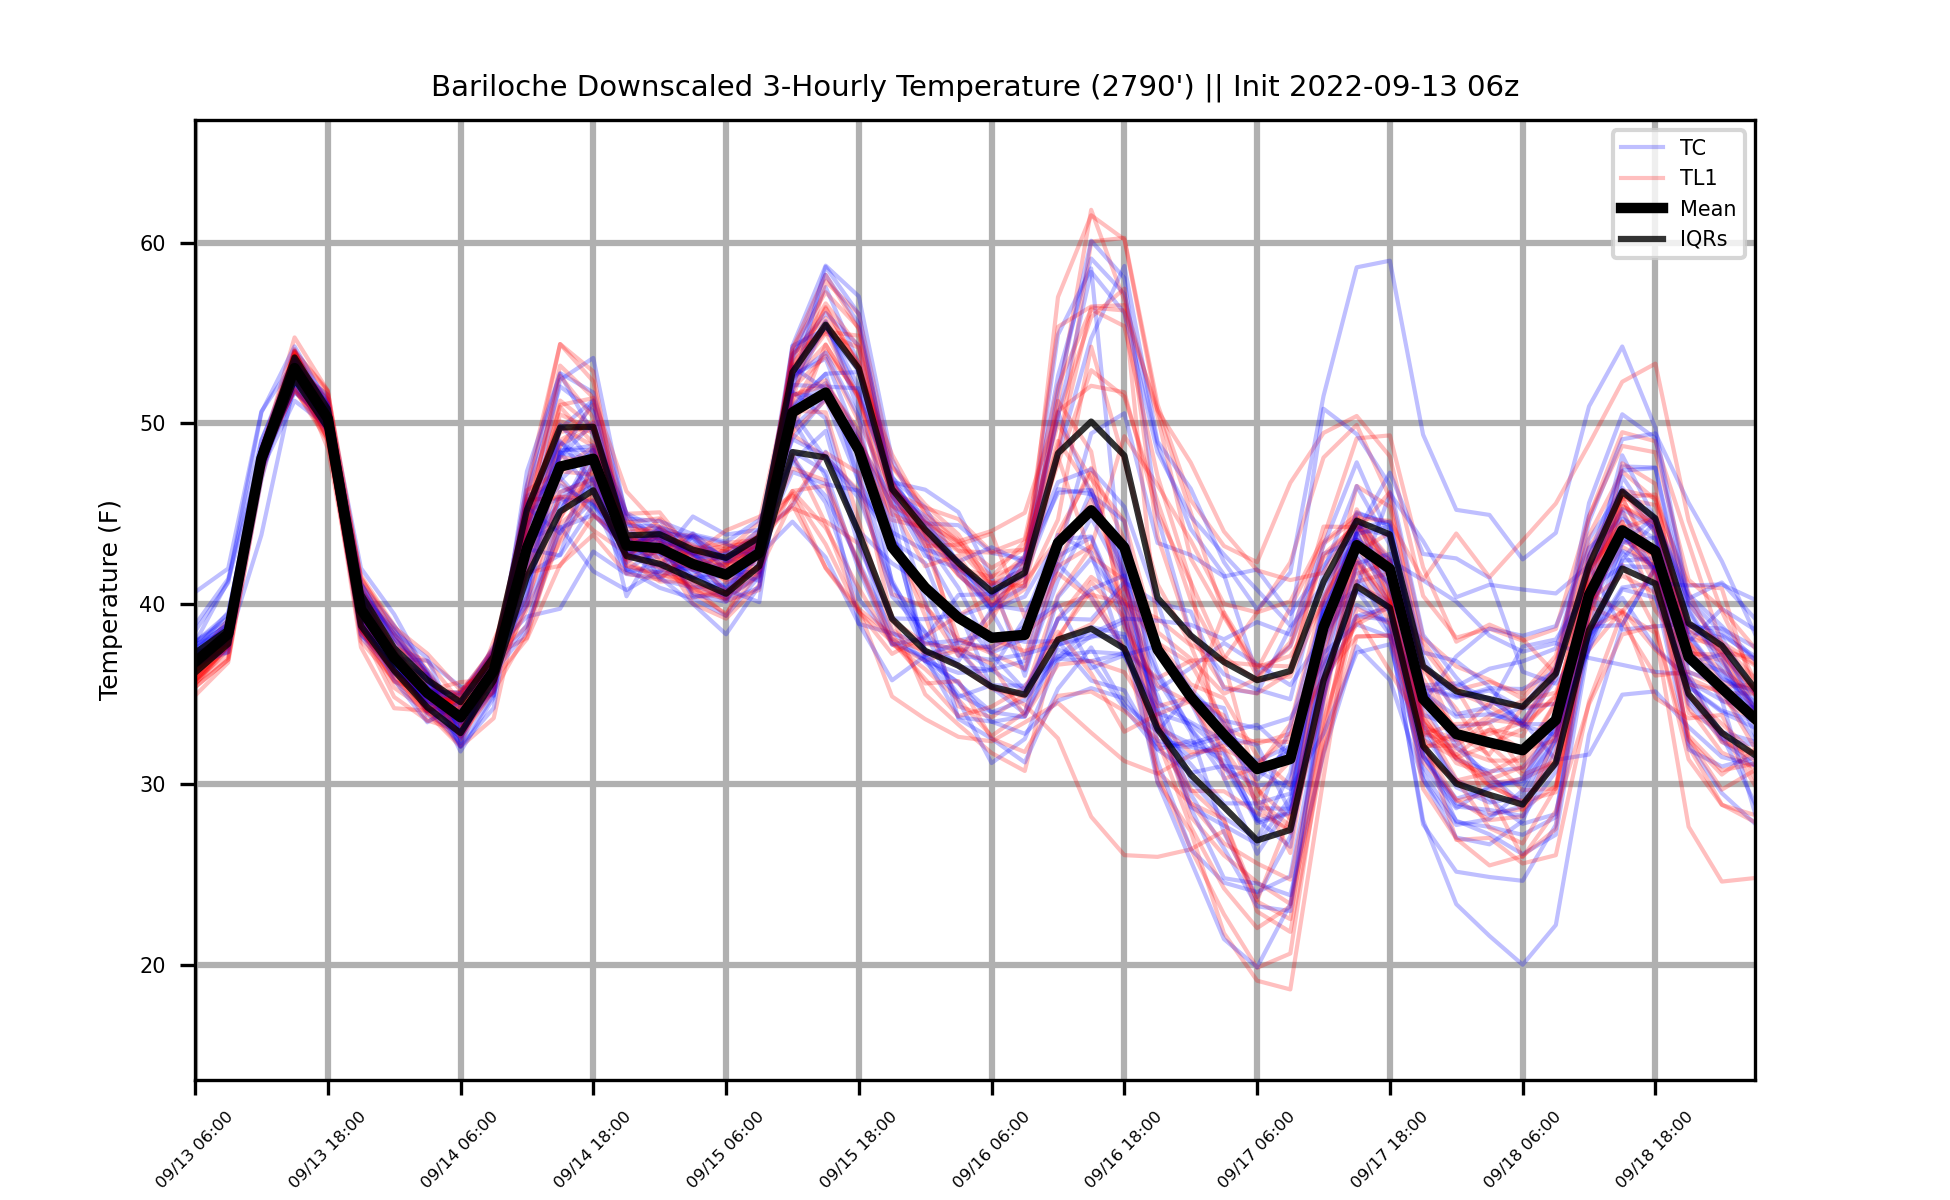 Bariloche Downscaled 3-Hourly Temperature (2790') || Init 2022-09-13 06z
TC
TL1
Mean
IQRs
Temperature (F)
60
50
40
30
20
09/13 06:00
09/13 18:00
09/14 06:00
09/14 18:00
09/15 06:00
09/15 18:00
09/16 06:00
09/16 18:00
09/17 06:00
09/17 18:00
09/18 06:00
09/18 18:00